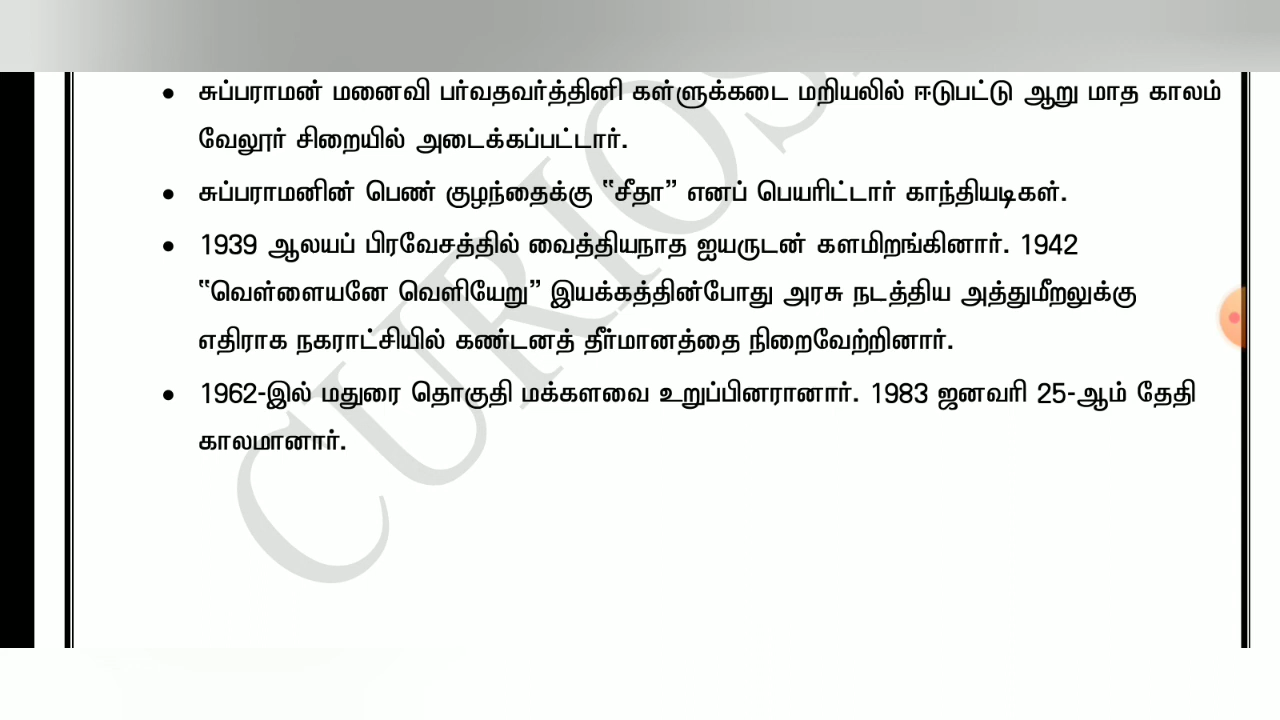 சுப்பராமன் மனைவி பர்வதவர்த்தினி கள்ளுக்கடை மறியலில் ஈடுபட்டு ஆறு மாத காலம்
வேலூர் சிறையில் அடைக்கப்பட்டார்.
சுப்பராமனின் பெண் குழந்தைக்கு “சீதா” எனப் பெயரிட்டார் காந்தியடிகள்.
1939 ஆலயப் பிரவேசத்தில் வைத்தியநாத ஐயருடன் களமிறங்கினார். 1942
“வெள்ளையனே வெளியேறு” இயக்கத்தின்போது அரசு நடத்திய அத்துமீறலுக்கு
எதிராக நகராட்சியில் கண்டனத் தீர்மானத்தை நிறைவேற்றினார்.
1962-இல் மதுரை தொகுதி மக்களவை உறுப்பினரானார். 1983 ஜனவரி 25-ஆம் தேதி
காலமானார்.
CURIOS